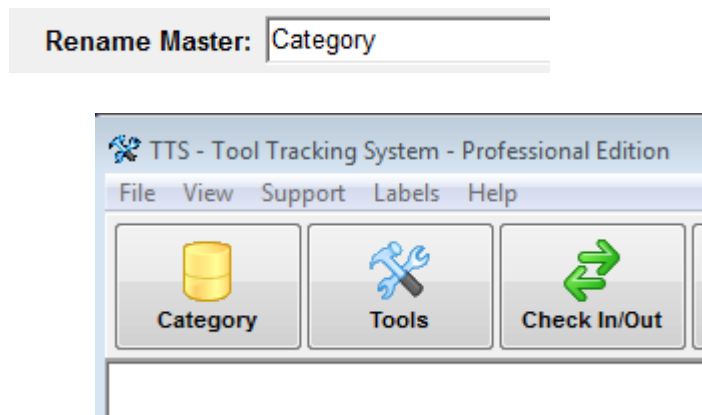 Rename Master: Category
TTS - Tool Tracking System - Professional Edition
File View Support Labels Help
Category Tools Check In/Out